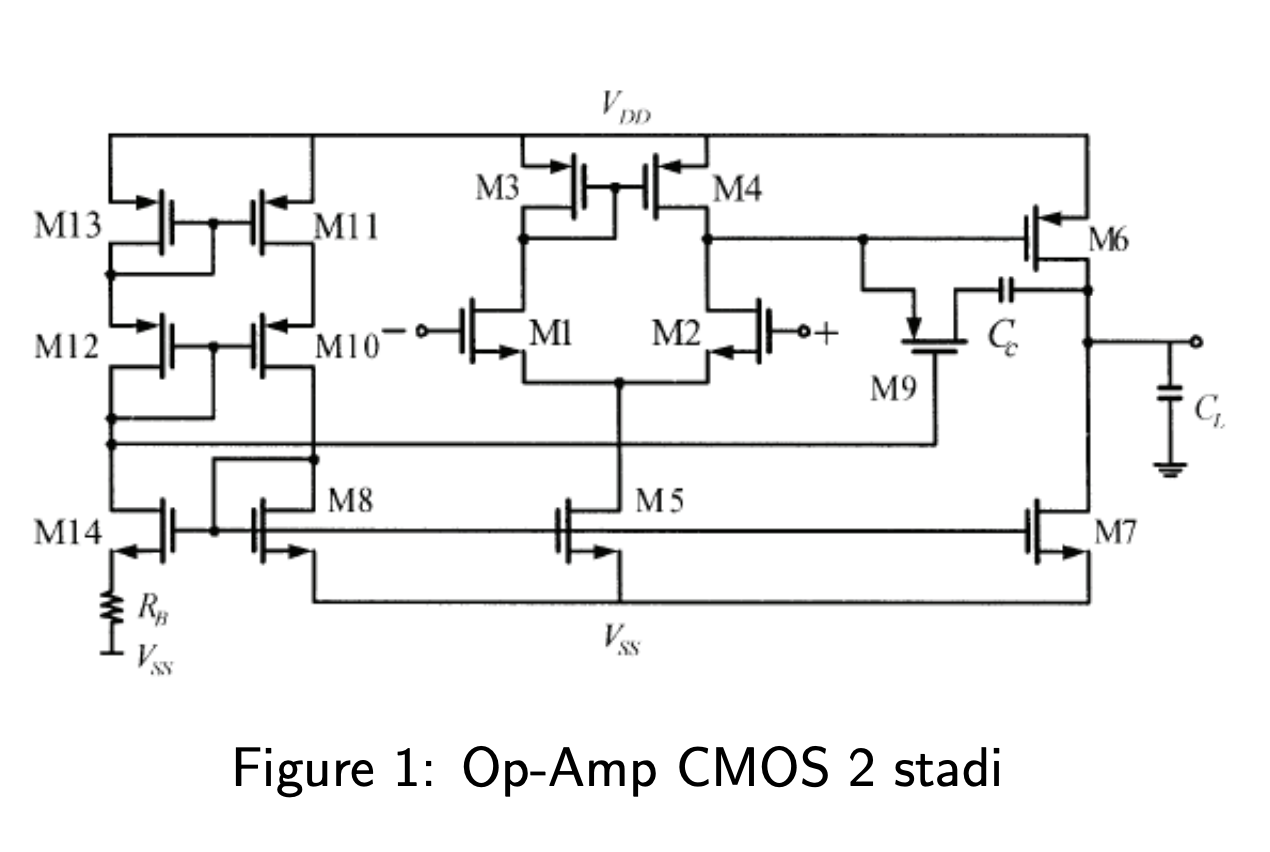 V_DD
M3 M4
M13 M11 M6
M12 M10 − M1 M2 + C_c
M9 C_L
M14 M8 M5 M7
R_B
V_SS V_SS
Figure 1: Op-Amp CMOS 2 stadi